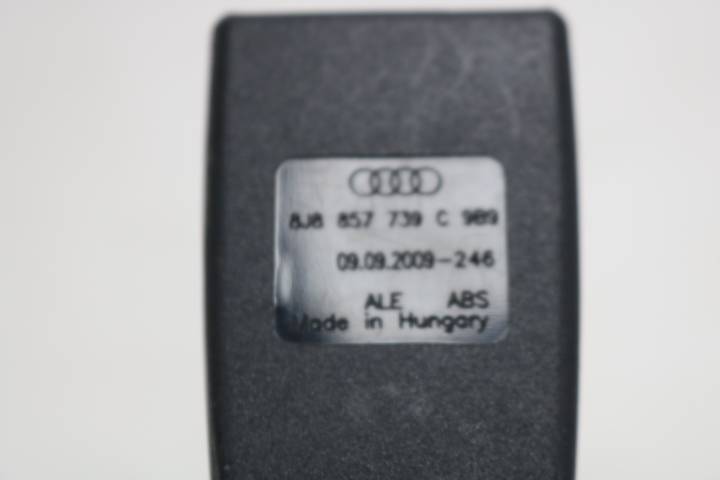 8J8 857 739 C 9B9
09.09.2009-246
ALE ABS
Made in Hungary